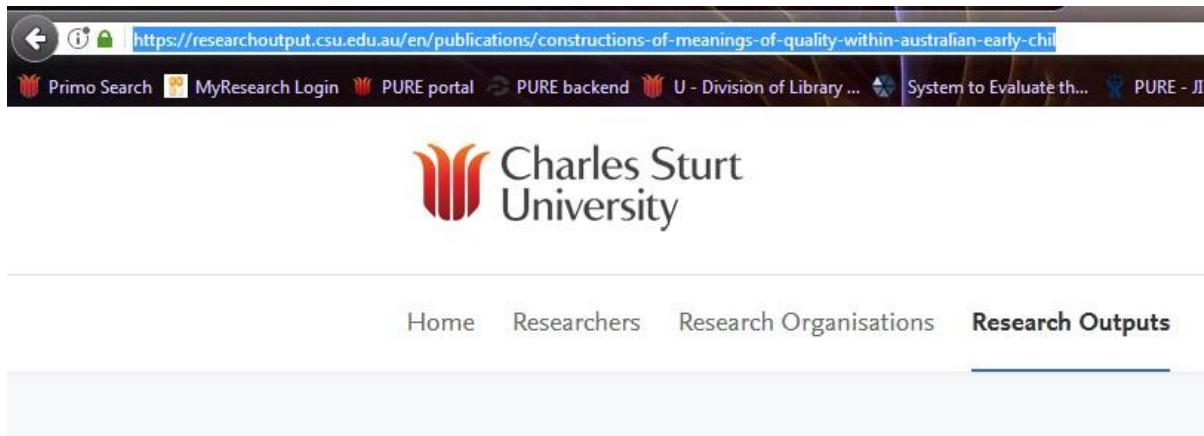 https://researchoutput.csu.edu.au/en/publications/constructions-of-meanings-of-quality-within-australian-early-chil
Primo Search MyResearch Login PURE portal PURE backend U - Division of Library ... System to Evaluate th... PURE - JI
Charles Sturt
University
Home Researchers Research Organisations Research Outputs